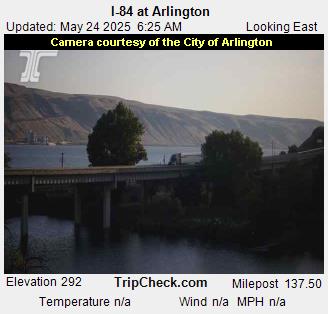 I-84 at Arlington
Updated: May 24 2025 6:25 AM Looking East
Camera courtesy of the City of Arlington
Elevation 292 TripCheck.com Milepost 137.50
Temperature n/a Wind n/a MPH n/a